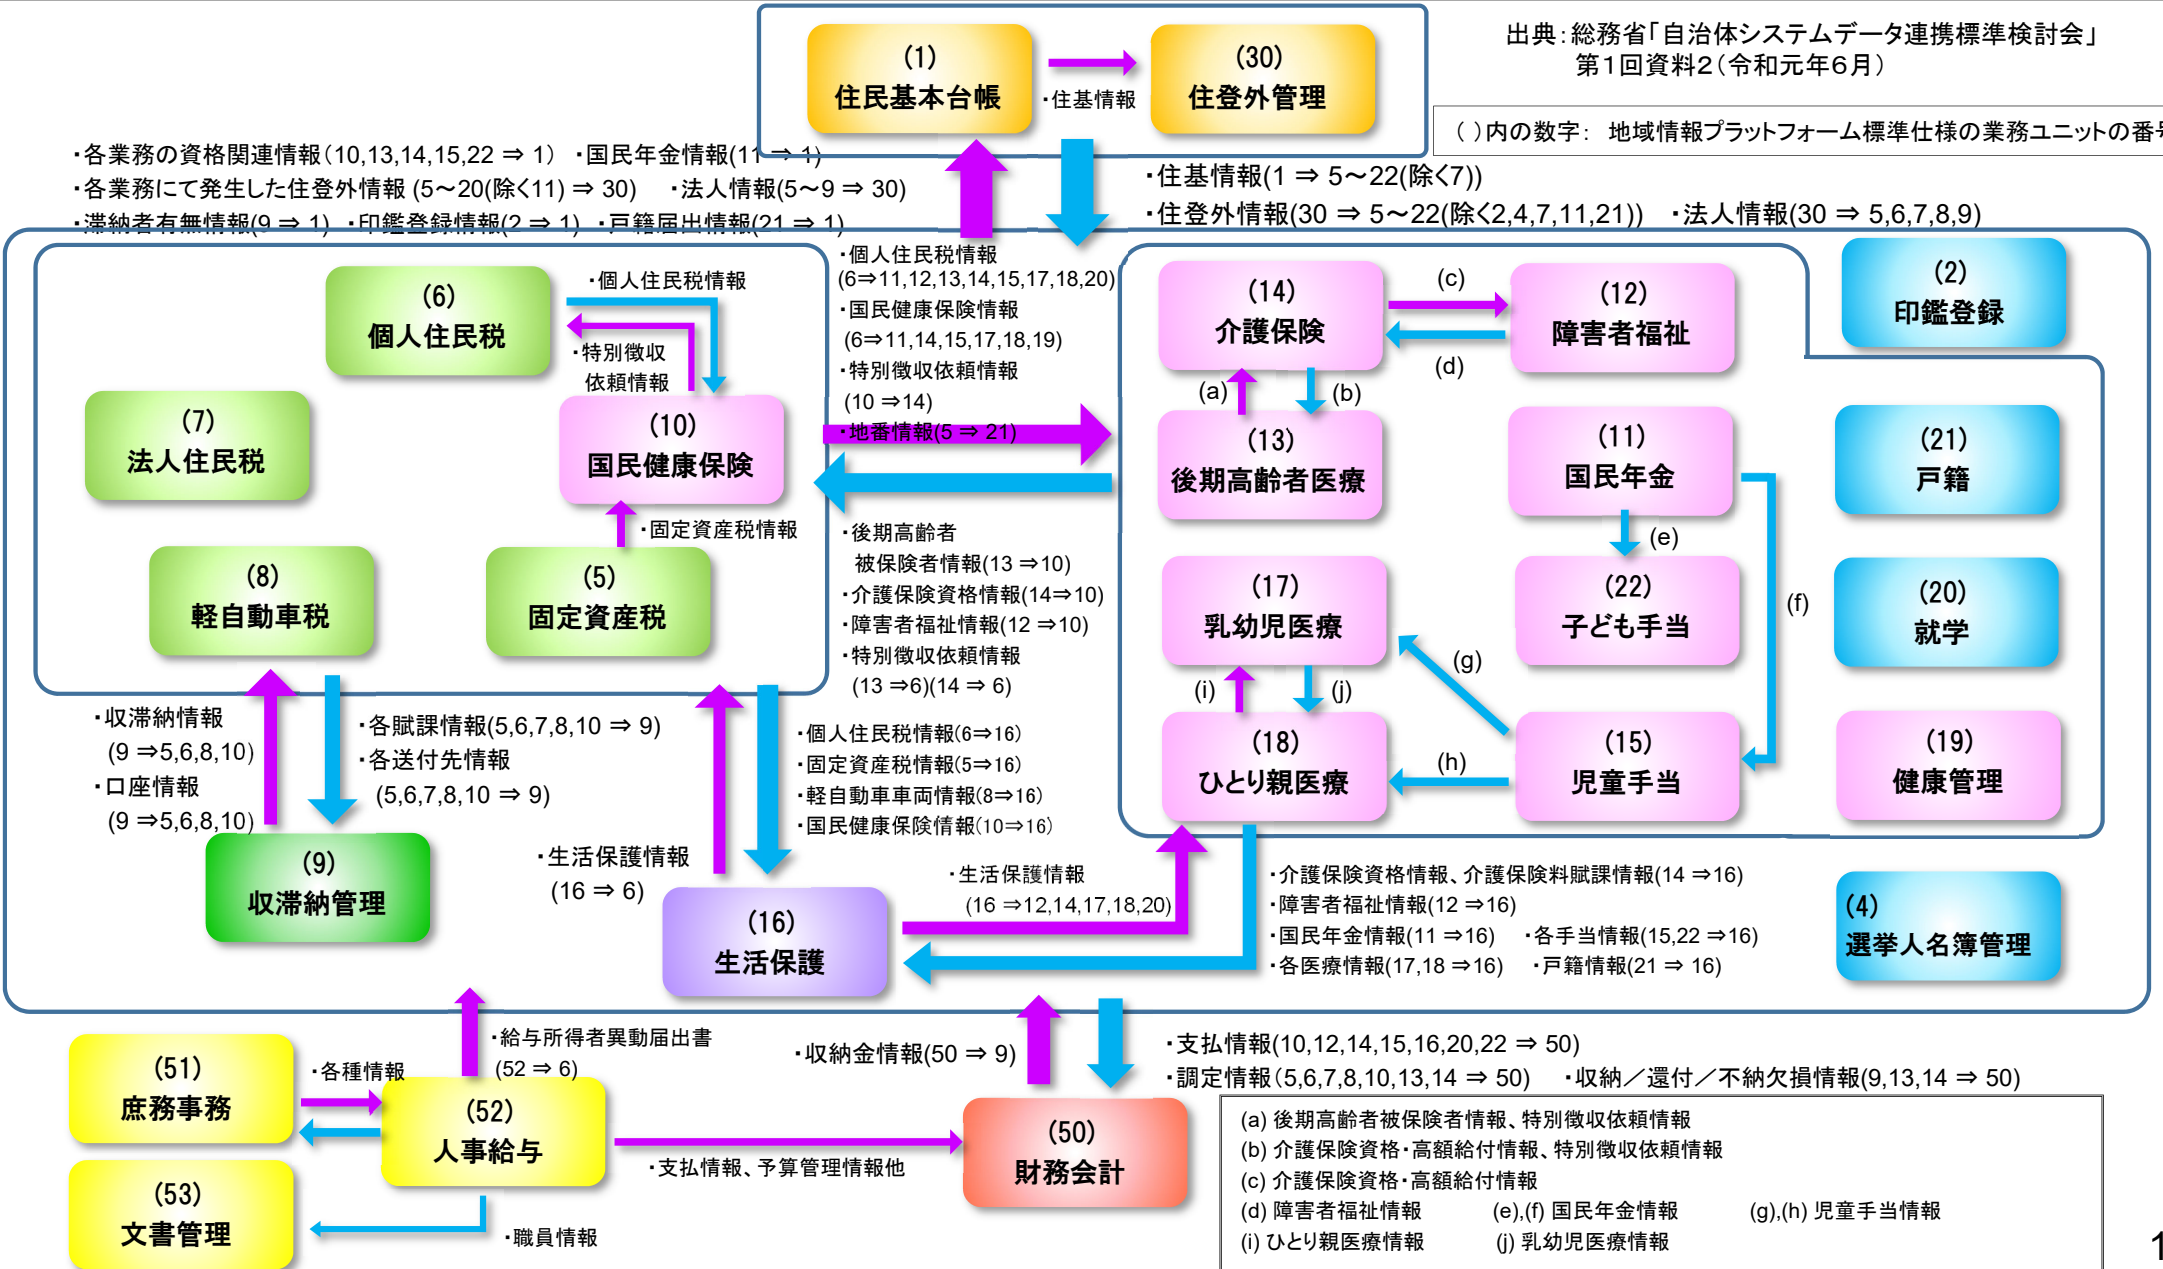 出典：総務省「自治体システムデータ連携標準検討会」
第1回資料2（令和元年6月）
（ ）内の数字： 地域情報プラットフォーム標準仕様の業務ユニットの番号
(1)
住民基本台帳
・住基情報
(30)
住登外管理
・各業務の資格関連情報（10,13,14,15,22 ⇒ 1） ・国民年金情報(11 ⇒ 1)
・各業務にて発生した住登外情報 (5～20(除く11) ⇒ 30) ・法人情報(5～9 ⇒ 30)
・滞納者有無情報(9 ⇒ 1) ・印鑑登録情報(2 ⇒ 1) ・戸籍届出情報(21 ⇒ 1)
・住基情報(1 ⇒ 5～22(除く7))
・住登外情報(30 ⇒ 5～22(除く2,4,7,11,21)) ・法人情報(30 ⇒ 5,6,7,8,9)
(6)
個人住民税
・個人住民税情報
・特別徴収
依頼情報
(7)
法人住民税
(10)
国民健康保険
・固定資産税情報
(8)
軽自動車税
(5)
固定資産税
・個人住民税情報
(6⇒11,12,13,14,15,17,18,20)
・国民健康保険情報
(6⇒11,14,15,17,18,19)
・特別徴収依頼情報
(10 ⇒14)
・地番情報(5 ⇒ 21)
・後期高齢者
被保険者情報(13 ⇒10)
・介護保険資格情報(14⇒10)
・障害者福祉情報(12 ⇒10)
・特別徴収依頼情報
(13 ⇒6)(14 ⇒ 6)
(14)
介護保険
(c)
(d)
(12)
障害者福祉
(a)
(b)
(13)
後期高齢者医療
(11)
国民年金
(e)
(f)
(17)
乳幼児医療
(22)
子ども手当
(g)
(i)
(j)
(18)
ひとり親医療
(h)
(15)
児童手当
(2)
印鑑登録
(21)
戸籍
(20)
就学
(19)
健康管理
(4)
選挙人名簿管理
・収滞納情報
(9 ⇒5,6,8,10)
・口座情報
(9 ⇒5,6,8,10)
・各賦課情報(5,6,7,8,10 ⇒ 9)
・各送付先情報
(5,6,7,8,10 ⇒ 9)
(9)
収滞納管理
・生活保護情報
(16 ⇒ 6)
・個人住民税情報(6⇒16)
・固定資産税情報(5⇒16)
・軽自動車車両情報(8⇒16)
・国民健康保険情報(10⇒16)
(16)
生活保護
・生活保護情報
(16 ⇒12,14,17,18,20)
・介護保険資格情報、介護保険料賦課情報(14 ⇒16)
・障害者福祉情報(12 ⇒16)
・国民年金情報(11 ⇒16) ・各手当情報(15,22 ⇒16)
・各医療情報(17,18 ⇒16) ・戸籍情報(21 ⇒ 16)
(51)
庶務事務
・各種情報
・給与所得者異動届出書
(52 ⇒ 6)
(52)
人事給与
(53)
文書管理
・職員情報
・支払情報、予算管理情報他
・収納金情報(50 ⇒ 9)
(50)
財務会計
・支払情報(10,12,14,15,16,20,22 ⇒ 50)
・調定情報（5,6,7,8,10,13,14 ⇒ 50) ・収納／還付／不納欠損情報(9,13,14 ⇒ 50)
(a) 後期高齢者被保険者情報、特別徴収依頼情報
(b) 介護保険資格・高額給付情報、特別徴収依頼情報
(c) 介護保険資格・高額給付情報
(d) 障害者福祉情報 (e),(f) 国民年金情報 (g),(h) 児童手当情報
(i) ひとり親医療情報 (j) 乳幼児医療情報
1